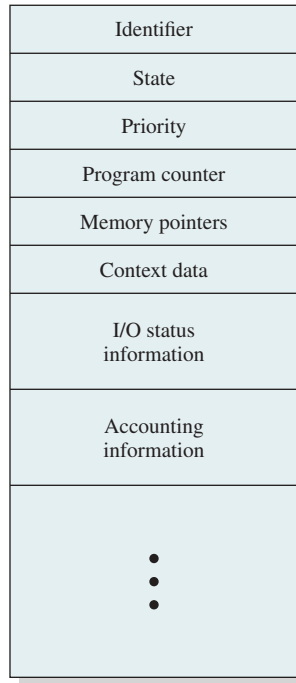 Identifier
State
Priority
Program counter
Memory pointers
Context data
I/O status
information
Accounting
information